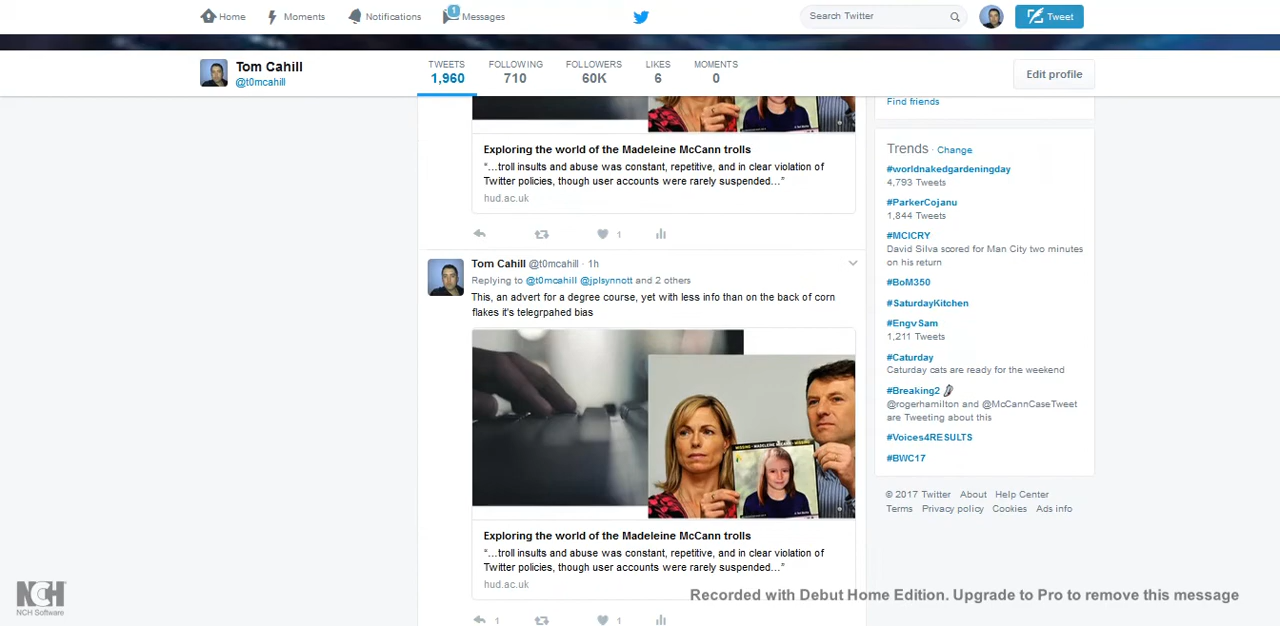 Home Moments Notifications 1 Messages Search Twitter Tweet
Tom Cahill
@t0mcahill
TWEETS FOLLOWING FOLLOWERS LIKES MOMENTS
1,960 710 60K 6 0
Edit profile
Exploring the world of the Madeleine McCann trolls
“…troll insults and abuse was constant, repetitive, and in clear violation of
Twitter policies, though user accounts were rarely suspended…”
hud.ac.uk
1
Tom Cahill @t0mcahill · 1h
Replying to @t0mcahill @jplsynnott and 2 others
This, an advert for a degree course, yet with less info than on the back of corn
flakes it's telegrpahed bias
Exploring the world of the Madeleine McCann trolls
“…troll insults and abuse was constant, repetitive, and in clear violation of
Twitter policies, though user accounts were rarely suspended…”
hud.ac.uk
1 1
Find friends
Trends · Change
#worldnakedgardeningday
4,793 Tweets
#ParkerCojanu
1,844 Tweets
#MCICRY
David Silva scored for Man City two minutes
on his return
#BoM350
#SaturdayKitchen
#EngvSam
1,211 Tweets
#Caturday
Caturday cats are ready for the weekend
#Breaking2
@rogerhamilton and @McCannCaseTweet
are Tweeting about this
#Voices4RESULTS
#BWC17
© 2017 Twitter About Help Center
Terms Privacy policy Cookies Ads info
NCH
NCH Software
Recorded with Debut Home Edition. Upgrade to Pro to remove this message